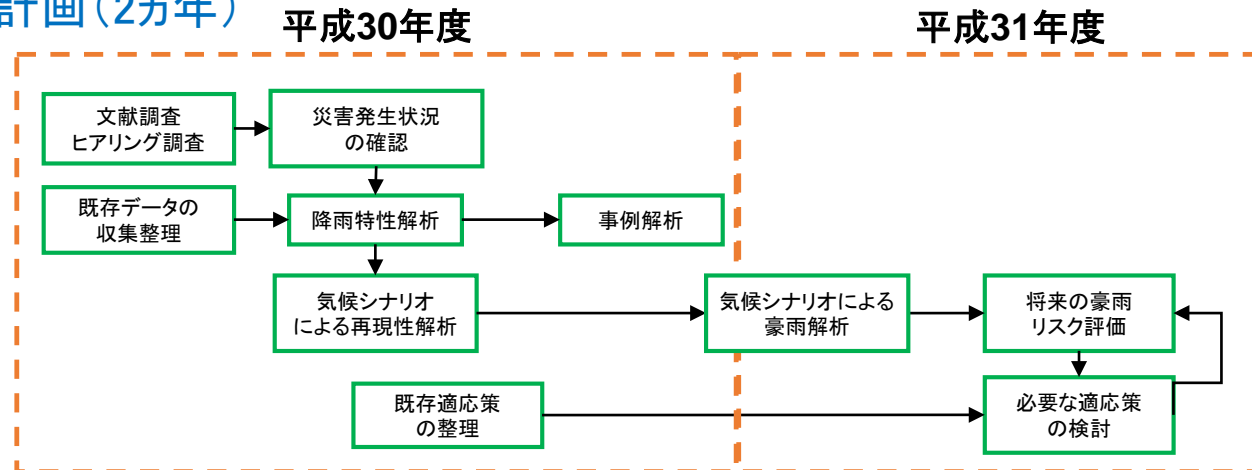 計画(2カ年)
平成30年度
平成31年度
文献調査
ヒアリング調査
災害発生状況
の確認
既存データの
収集整理
降雨特性解析
事例解析
気候シナリオ
による再現性解析
気候シナリオによる
豪雨解析
将来の豪雨
リスク評価
既存適応策
の整理
必要な適応策
の検討